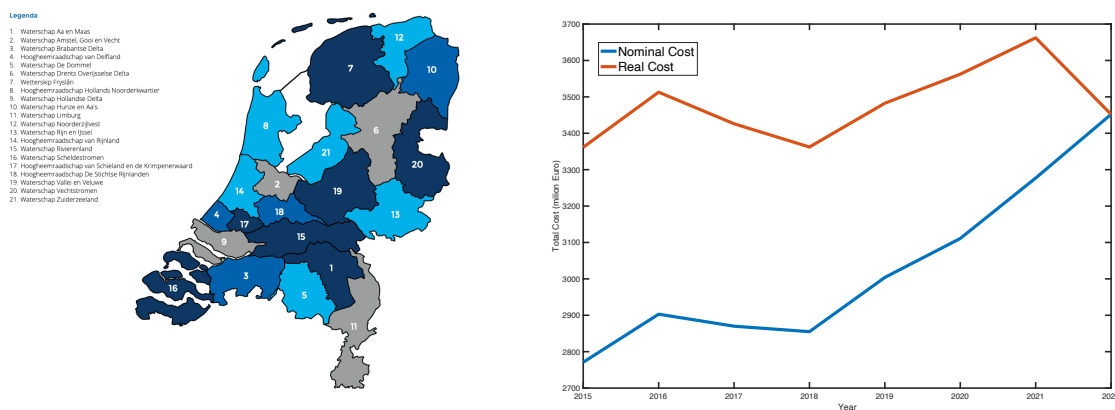 Legenda
1. Waterschap Aa en Maas
2. Waterschap Amstel, Gooi en Vecht
3. Waterschap Brabantse Delta
4. Hoogheemraadschap van Delfland
5. Waterschap De Dommel
6. Waterschap Drents Overijsselse Delta
7. Wetterskip Fryslân
8. Hoogheemraadschap Hollands Noorderkwartier
9. Waterschap Hollandse Delta
10. Waterschap Hunze en Aa's
11. Waterschap Limburg
12. Waterschap Noorderzijlvest
13. Waterschap Rijn en IJssel
14. Hoogheemraadschap van Rijnland
15. Waterschap Rivierenland
16. Waterschap Scheldestromen
17. Hoogheemraadschap van Schieland en de Krimpenerwaard
18. Hoogheemraadschap De Stichtse Rijnlanden
19. Waterschap Vallei en Veluwe
20. Waterschap Vechtstromen
21. Waterschap Zuiderzeeland
12
7
10
8
6
21
20
2
19
14
18
13
4
17
9
15
1
3
16
5
11
3700
3600
3500
3400
3300
3200
3100
3000
2900
2800
2700
Total Cost (milion Euro)
Nominal Cost
Real Cost
2015 2016 2017 2018 2019 2020 2021 202
Year